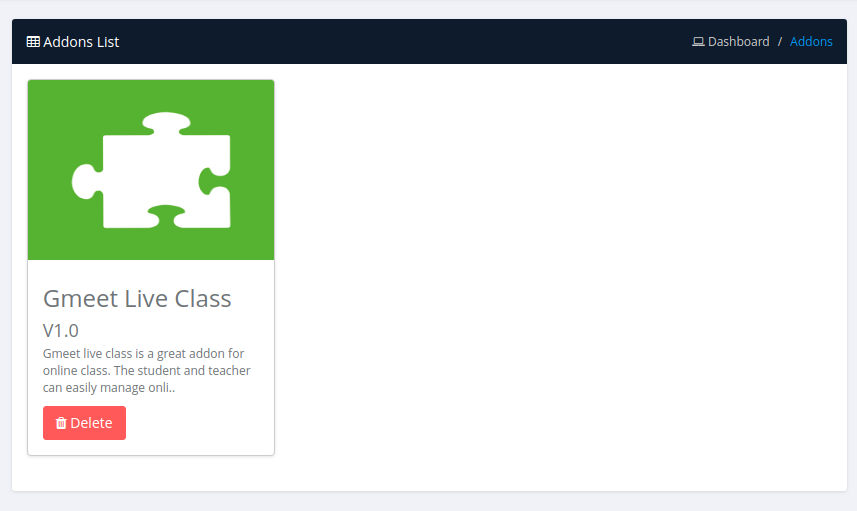 Addons List
Dashboard / Addons
Gmeet Live Class
V1.0
Gmeet live class is a great addon for
online class. The student and teacher
can easily manage onli..
Delete